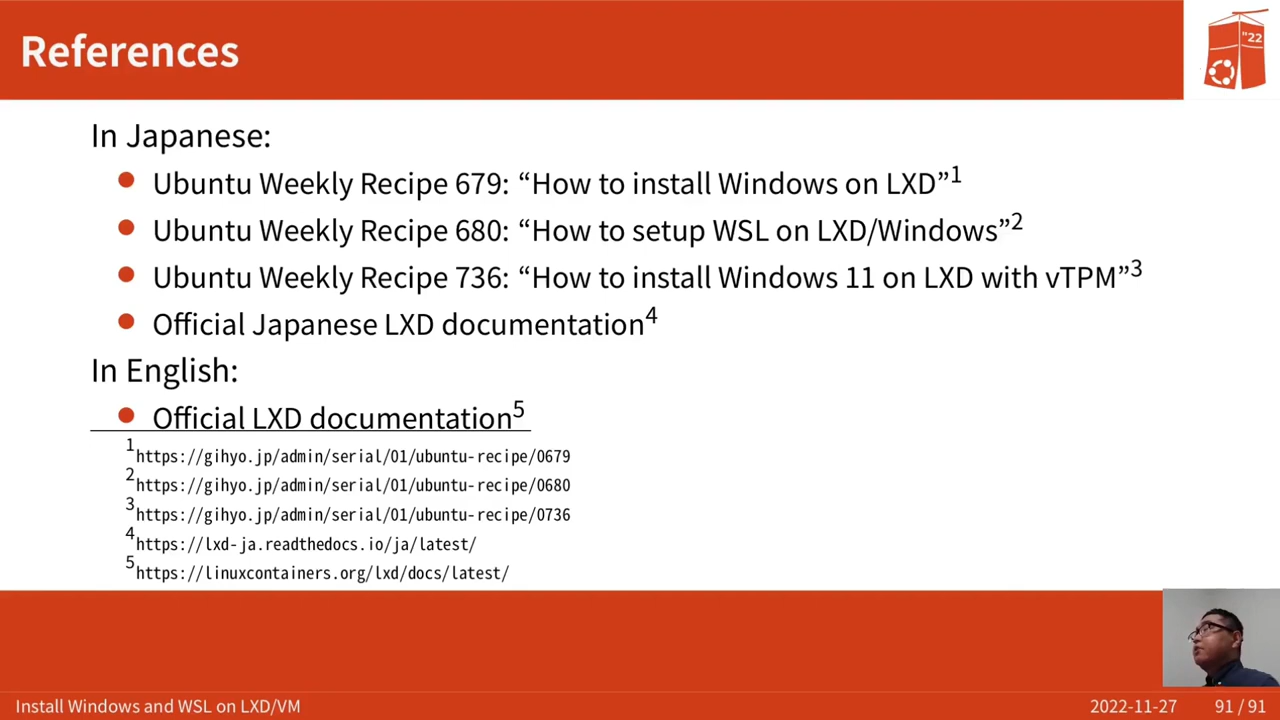 References
"22
In Japanese:
Ubuntu Weekly Recipe 679: “How to install Windows on LXD”1
Ubuntu Weekly Recipe 680: “How to setup WSL on LXD/Windows”2
Ubuntu Weekly Recipe 736: “How to install Windows 11 on LXD with vTPM”3
Official Japanese LXD documentation4
In English:
Official LXD documentation5
1https://gihyo.jp/admin/serial/01/ubuntu-recipe/0679
2https://gihyo.jp/admin/serial/01/ubuntu-recipe/0680
3https://gihyo.jp/admin/serial/01/ubuntu-recipe/0736
4https://lxd-ja.readthedocs.io/ja/latest/
5https://linuxcontainers.org/lxd/docs/latest/
Install Windows and WSL on LXD/VM 2022-11-27 91 / 91